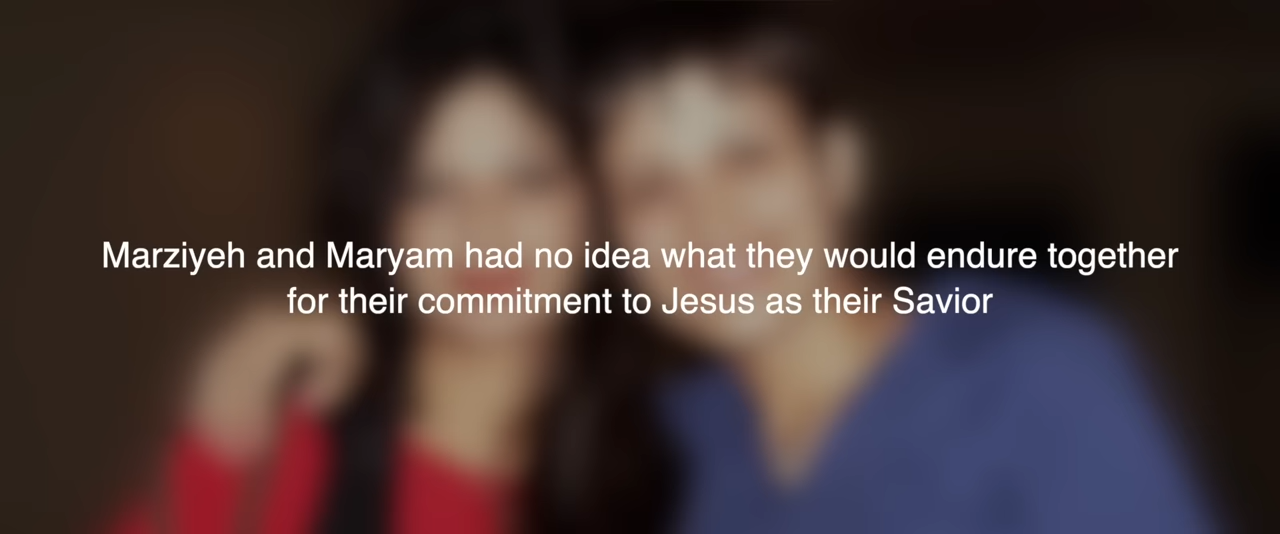 Marziyeh and Maryam had no idea what they would endure together
for their commitment to Jesus as their Savior